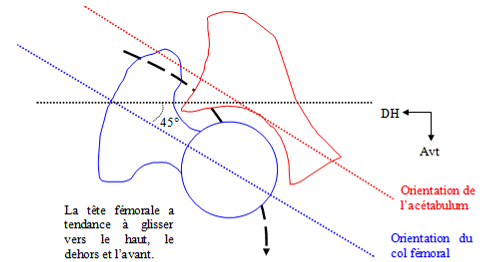 45°
DH
Avt
Orientation de
l'acétabulum
La tête fémorale a
tendance à glisser
vers le haut, le
dehors et l'avant.
Orientation du
col fémoral